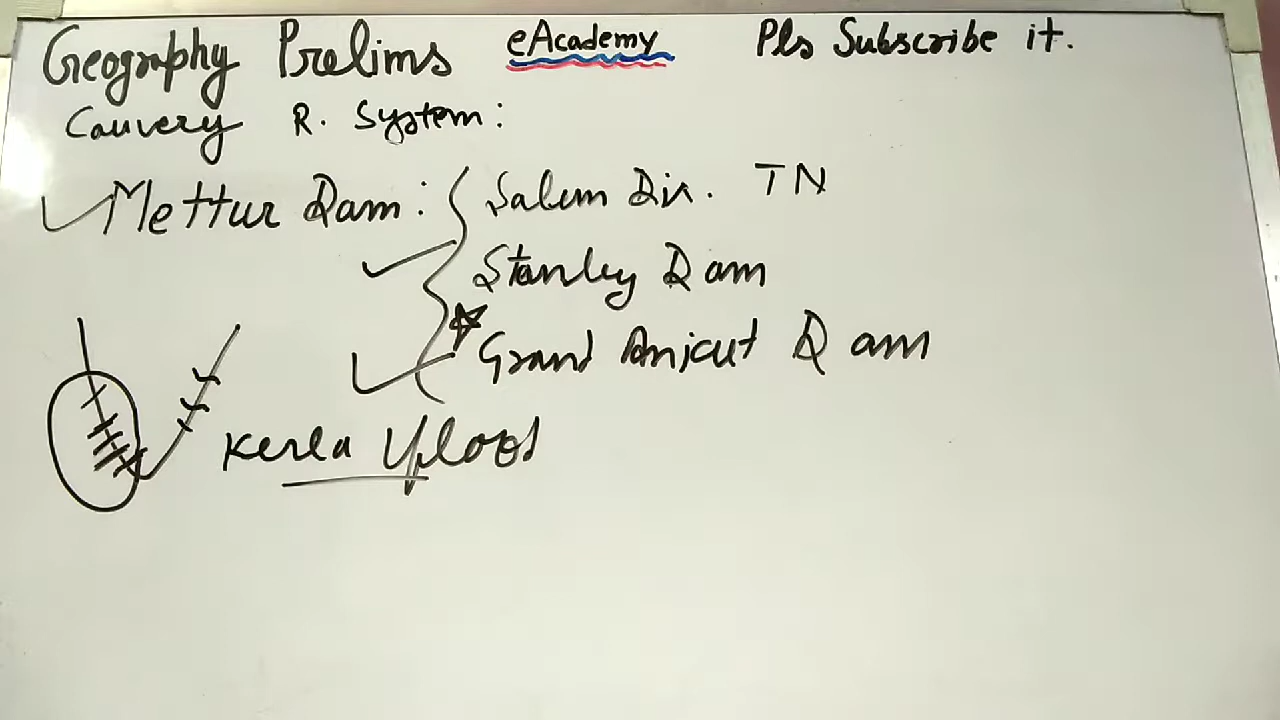 Geography Prelims eAcademy Pls Subscribe it.
Cauvery R. System:
Mettur Dam: Salem Dis. TN
Stanley Dam
Grand Anicut Dam
Kerla flood